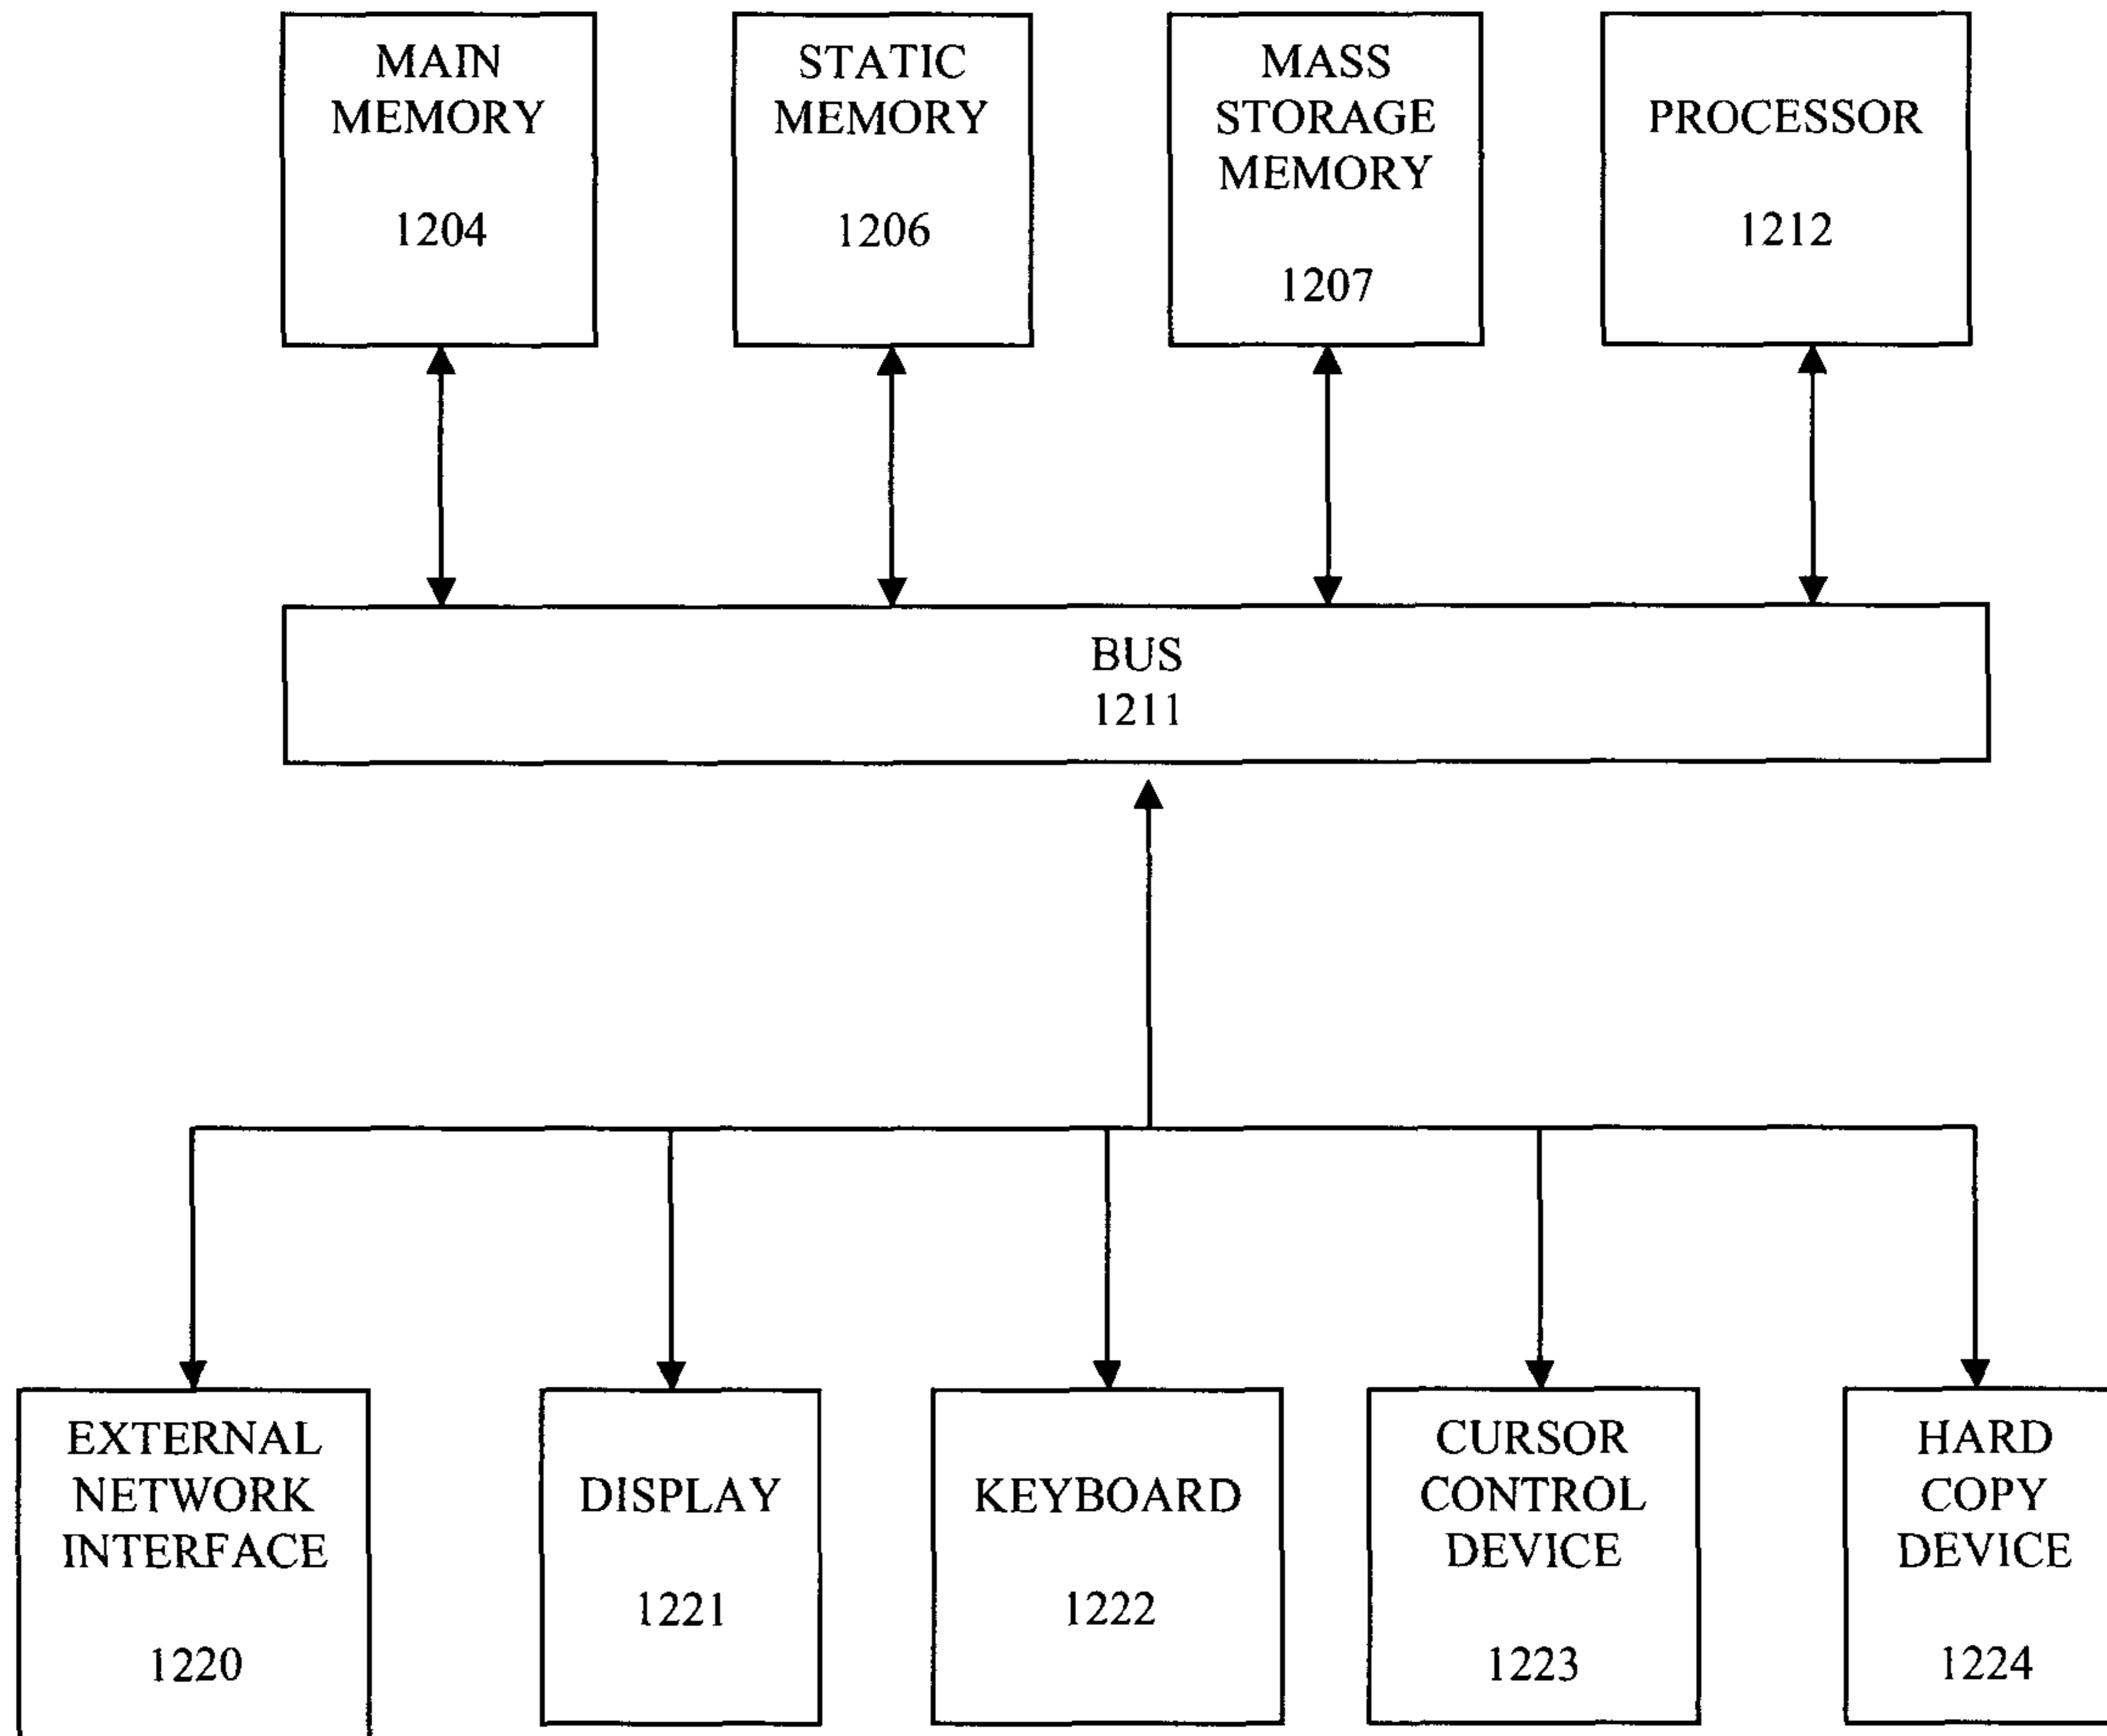 MAIN
MEMORY
1204
STATIC
MEMORY
1206
MASS
STORAGE
MEMORY
1207
PROCESSOR
1212
BUS
1211
EXTERNAL
NETWORK
INTERFACE
1220
DISPLAY
1221
KEYBOARD
1222
CURSOR
CONTROL
DEVICE
1223
HARD
COPY
DEVICE
1224